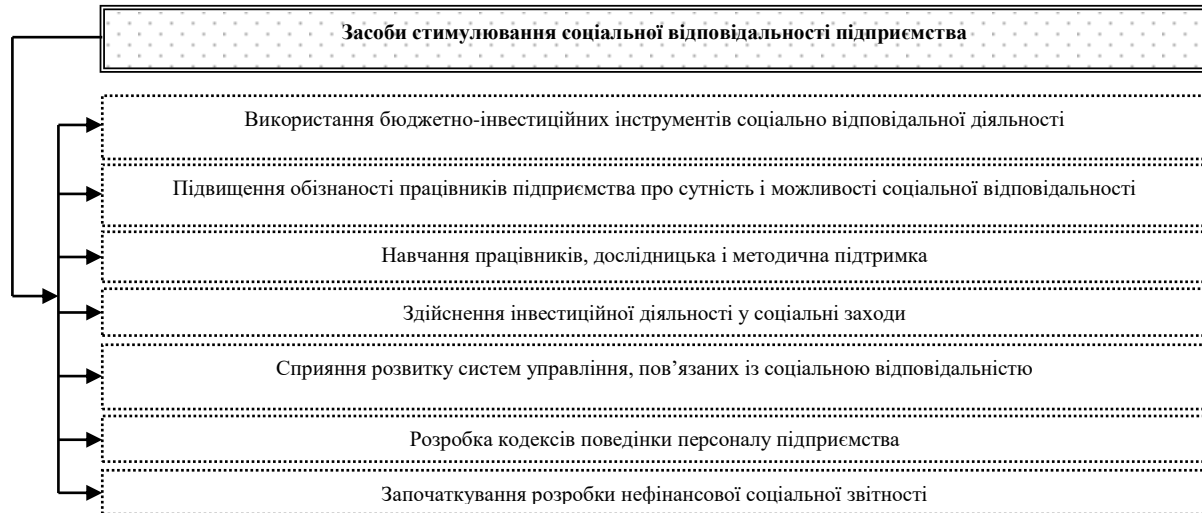 Засоби стимулювання соціальної відповідальності підприємства
Використання бюджетно-інвестиційних інструментів соціально відповідальної діяльності
Підвищення обізнаності працівників підприємства про сутність і можливості соціальної відповідальності
Навчання працівників, дослідницька і методична підтримка
Здійснення інвестиційної діяльності у соціальні заходи
Сприяння розвитку систем управління, пов’язаних із соціальною відповідальністю
Розробка кодексів поведінки персоналу підприємства
Започаткування розробки нефінансової соціальної звітності